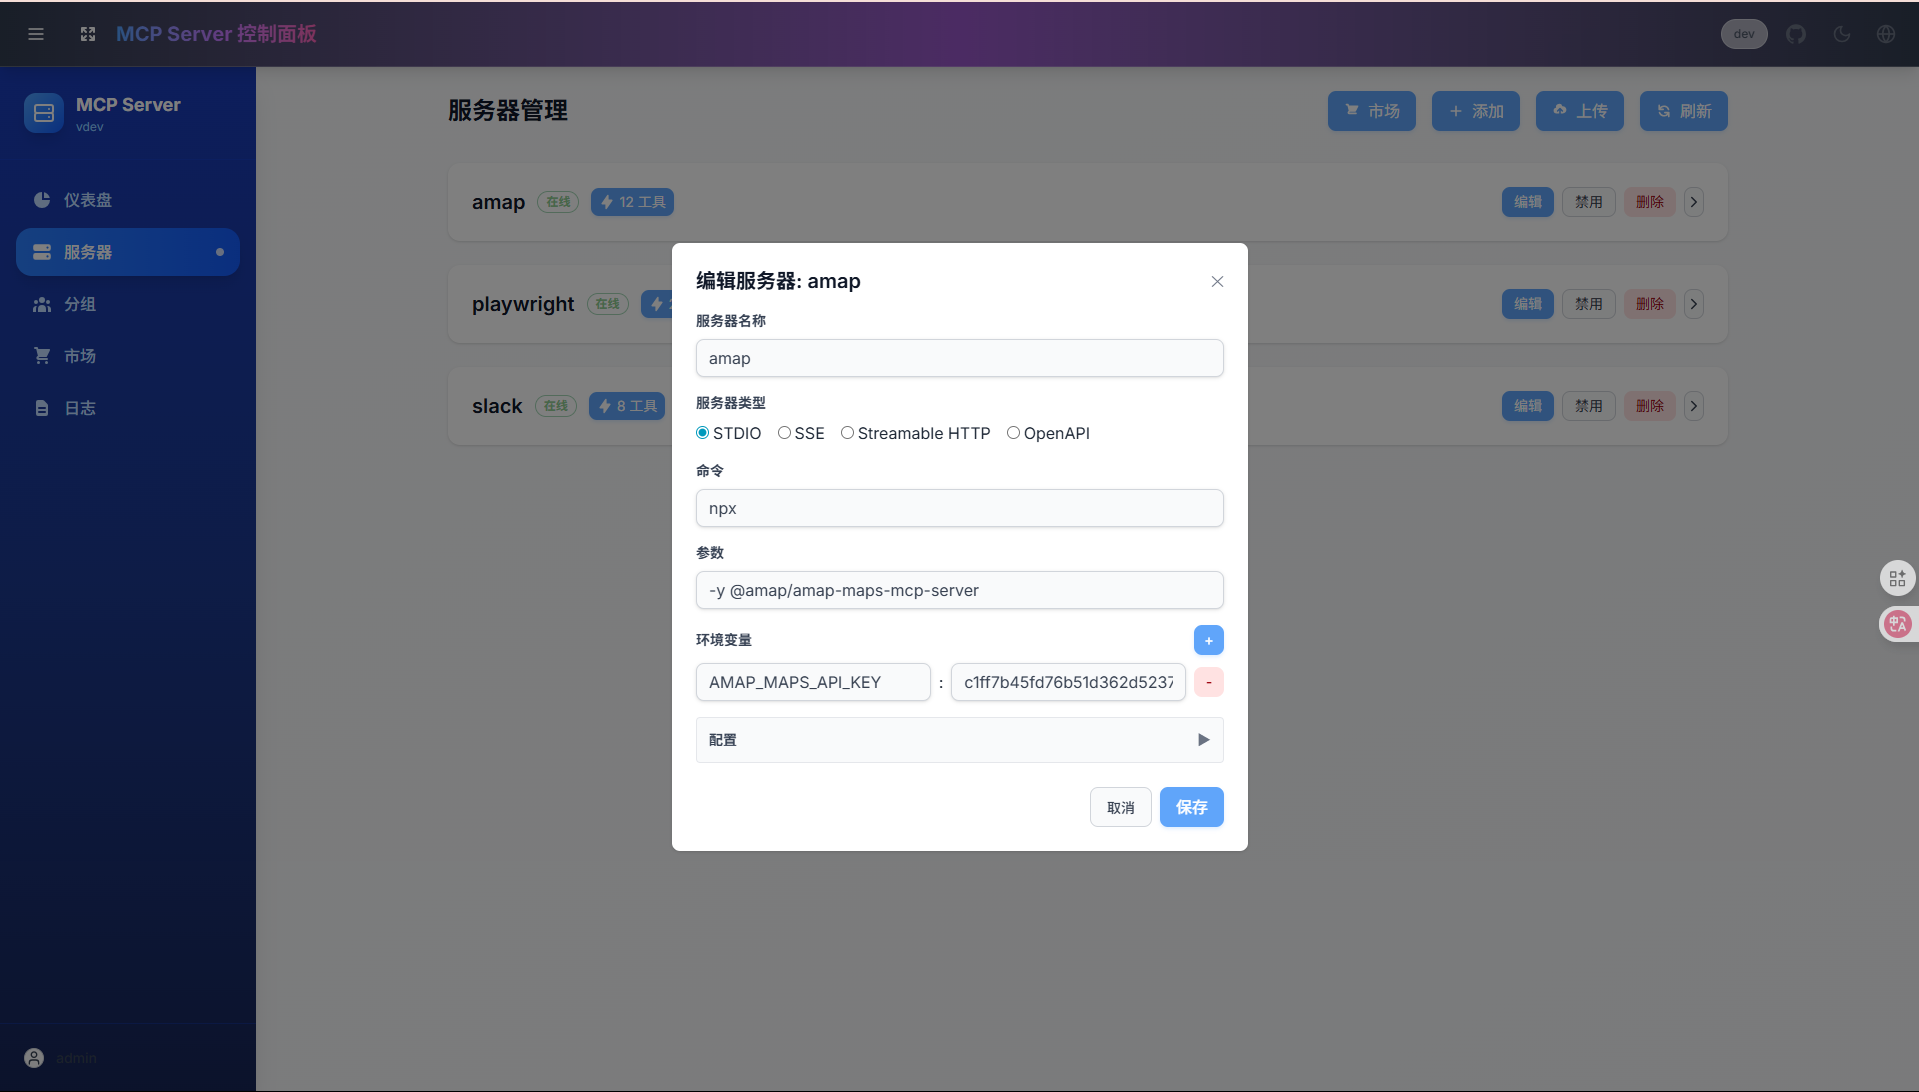 MCP Server 控制面板
dev
MCP Server
vdev
仪表盘
服务器
分组
市场
日志
admin
服务器管理
市场
添加
上传
刷新
amap 在线 12 工具
编辑 禁用 删除
playwright 在线
编辑 禁用 删除
slack 在线 8 工具
编辑 禁用 删除
编辑服务器: amap
服务器名称
amap
服务器类型
STDIO SSE Streamable HTTP OpenAPI
命令
npx
参数
-y @amap/amap-maps-mcp-server
环境变量
+
AMAP_MAPS_API_KEY : c1ff7b45fd76b51d362d5237 -
配置
取消 保存